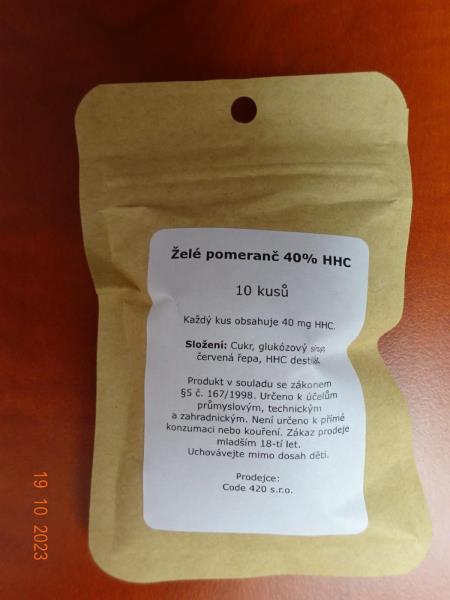 Želé pomeranč 40% HHC
10 kusů
Každý kus obsahuje 40 mg HHC.
Složení: Cukr, glukózový sirup,
červená řepa, HHC destilát.
Produkt v souladu se zákonem
§5 č. 167/1998. Určeno k účelům
průmyslovým, technickým
a zahradnickým. Není určeno k přímé
konzumaci nebo kouření. Zákaz prodeje
mladším 18-tí let.
Uchovávejte mimo dosah dětí.
Prodejce:
Code 420 s.r.o.
19 10 2023